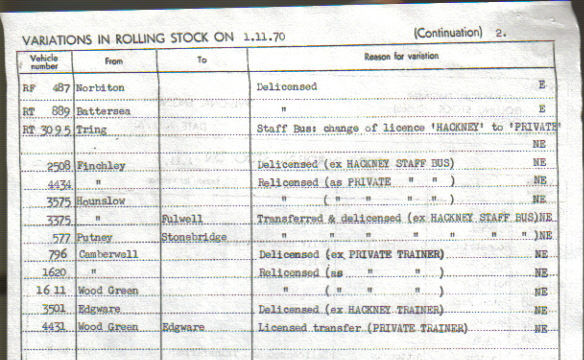 VARIATIONS IN ROLLING STOCK ON 1.11.70 (Continuation) 2.
Vehicle number From To Reason for variation
RF 487 Norbiton Delicensed E
RT 889 Battersea " E
RT 3095 Tring Staff Bus: change of licence 'HACKNEY' to 'PRIVATE'
NE
2508 Finchley Delicensed (ex HACKNEY STAFF BUS) NE
4434 " Relicensed (as PRIVATE " " ) NE
3575 Hounslow " ( " " " " ) NE
3375 " Fulwell Transferred & delicensed (ex HACKNEY STAFF BUS)NE
577 Putney Stonebridge " " " " " " )NE
796 Camberwell Delicensed (ex PRIVATE TRAINER) NE
1620 " Relicensed (as " " ) NE
1611 Wood Green " ( " " " ) NE
3501 Edgware Delicensed (ex HACKNEY TRAINER) NE
4431 Wood Green Edgware Licensed transfer (PRIVATE TRAINER) NE